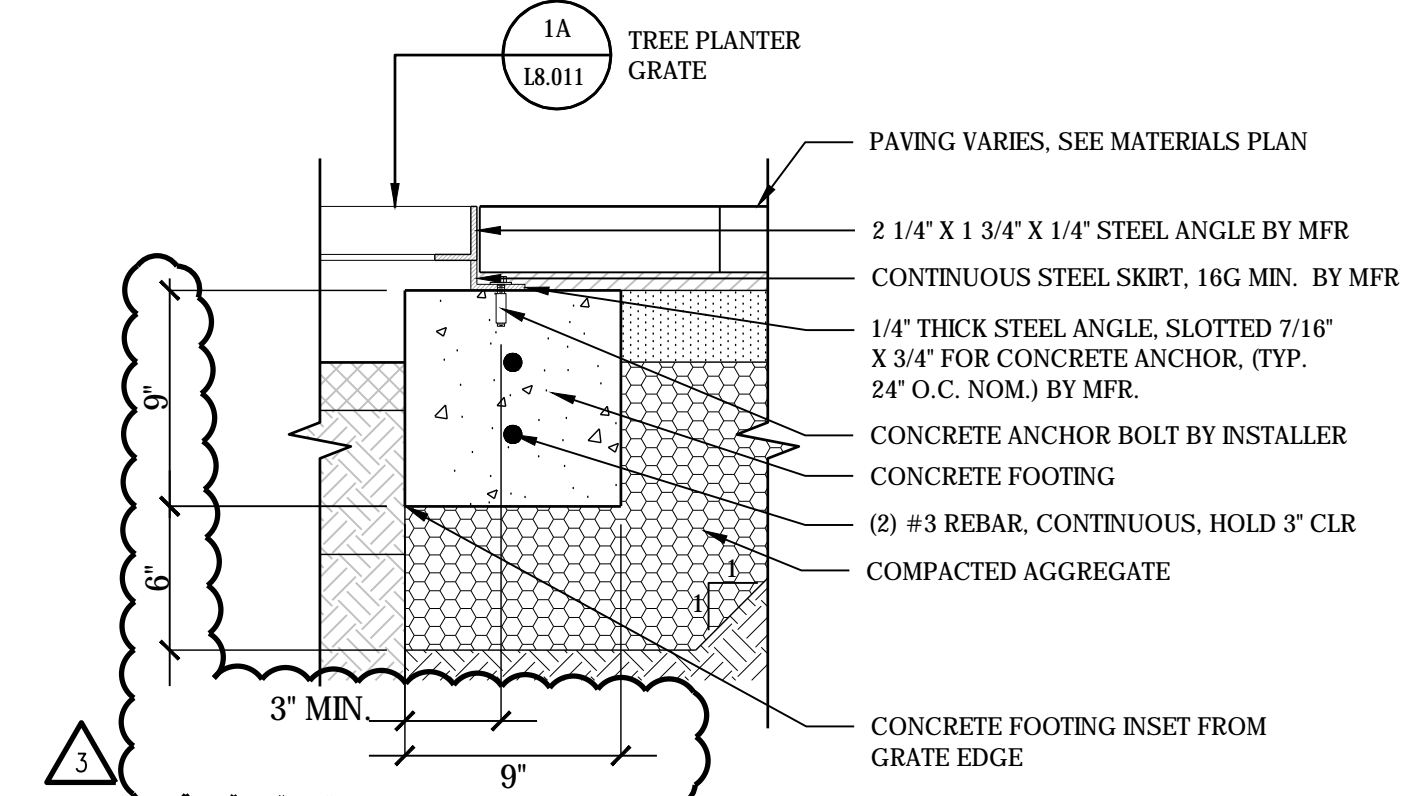 1A
L8.011
TREE PLANTER
GRATE
PAVING VARIES, SEE MATERIALS PLAN
2 1/4" X 1 3/4" X 1/4" STEEL ANGLE BY MFR
CONTINUOUS STEEL SKIRT, 16G MIN. BY MFR
1/4" THICK STEEL ANGLE, SLOTTED 7/16"
X 3/4" FOR CONCRETE ANCHOR, (TYP.
24" O.C. NOM.) BY MFR.
CONCRETE ANCHOR BOLT BY INSTALLER
CONCRETE FOOTING
(2) #3 REBAR, CONTINUOUS, HOLD 3" CLR
COMPACTED AGGREGATE
CONCRETE FOOTING INSET FROM
GRATE EDGE
9"
6"
1
1
3" MIN.
9"
3